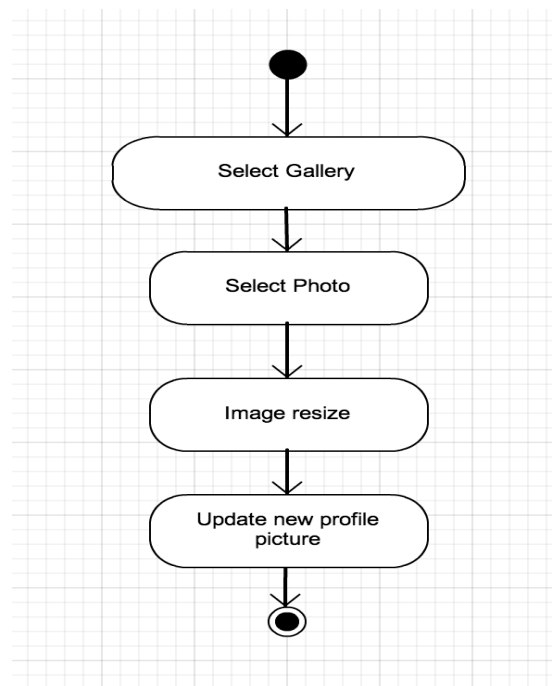 Select Gallery
Select Photo
Image resize
Update new profile
picture